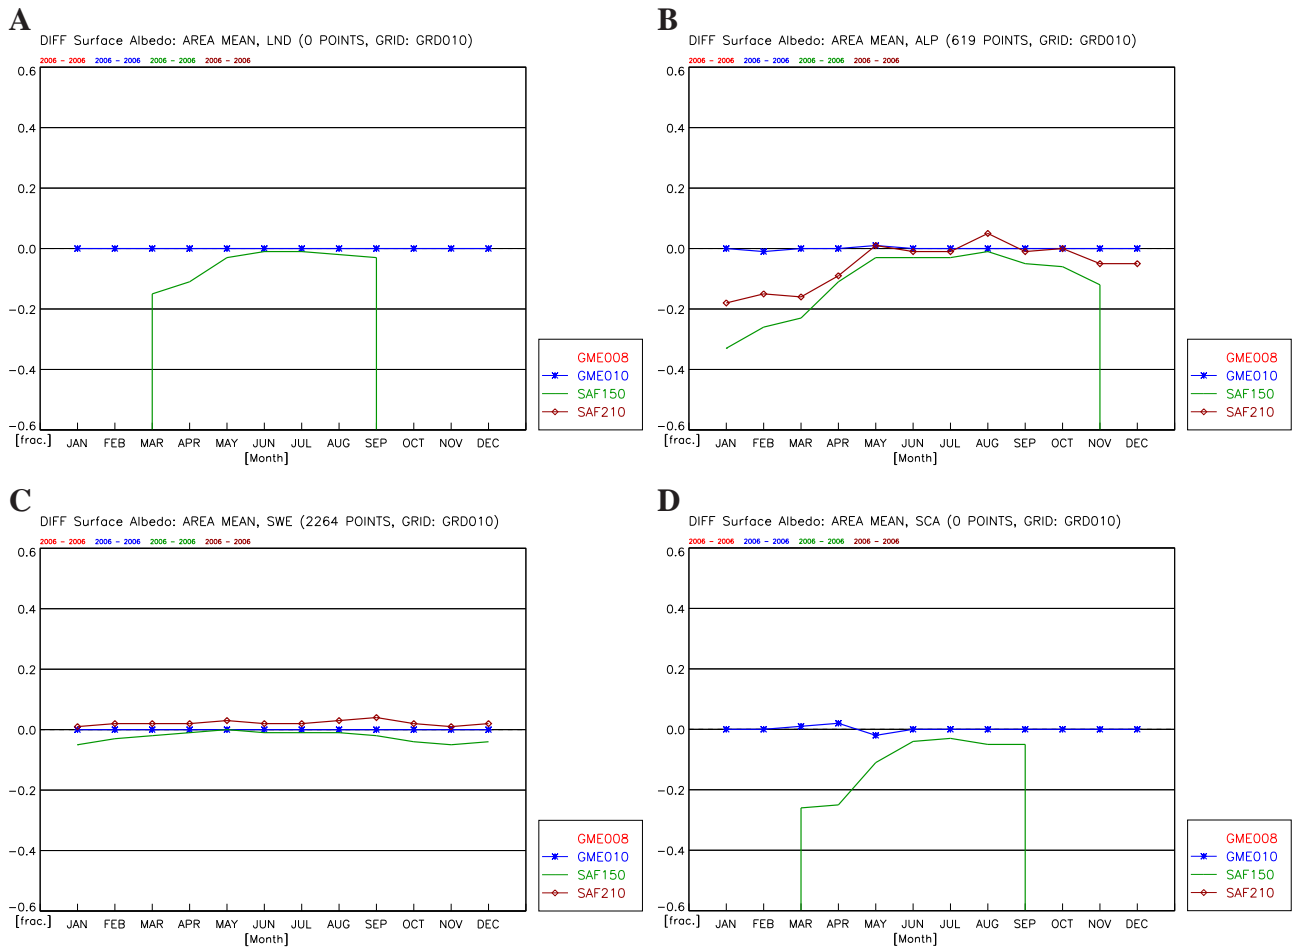 A
DIFF Surface Albedo: AREA MEAN, LND (0 POINTS, GRID: GRD010)
2006 - 2006 2006 - 2006 2006 - 2006 2006 - 2006
0.6
0.4
0.2
0.0
-0.2
-0.4
-0.6
[frac.]
JAN FEB MAR APR MAY JUN JUL AUG SEP OCT NOV DEC
[Month]
GME008
GME010
SAF150
SAF210
B
DIFF Surface Albedo: AREA MEAN, ALP (619 POINTS, GRID: GRD010)
2006 - 2006 2006 - 2006 2006 - 2006 2006 - 2006
0.6
0.4
0.2
0.0
-0.2
-0.4
-0.6
[frac.]
JAN FEB MAR APR MAY JUN JUL AUG SEP OCT NOV DEC
[Month]
GME008
GME010
SAF150
SAF210
C
DIFF Surface Albedo: AREA MEAN, SWE (2264 POINTS, GRID: GRD010)
2006 - 2006 2006 - 2006 2006 - 2006 2006 - 2006
0.6
0.4
0.2
0.0
-0.2
-0.4
-0.6
[frac.]
JAN FEB MAR APR MAY JUN JUL AUG SEP OCT NOV DEC
[Month]
GME008
GME010
SAF150
SAF210
D
DIFF Surface Albedo: AREA MEAN, SCA (0 POINTS, GRID: GRD010)
2006 - 2006 2006 - 2006 2006 - 2006 2006 - 2006
0.6
0.4
0.2
0.0
-0.2
-0.4
-0.6
[frac.]
JAN FEB MAR APR MAY JUN JUL AUG SEP OCT NOV DEC
[Month]
GME008
GME010
SAF150
SAF210